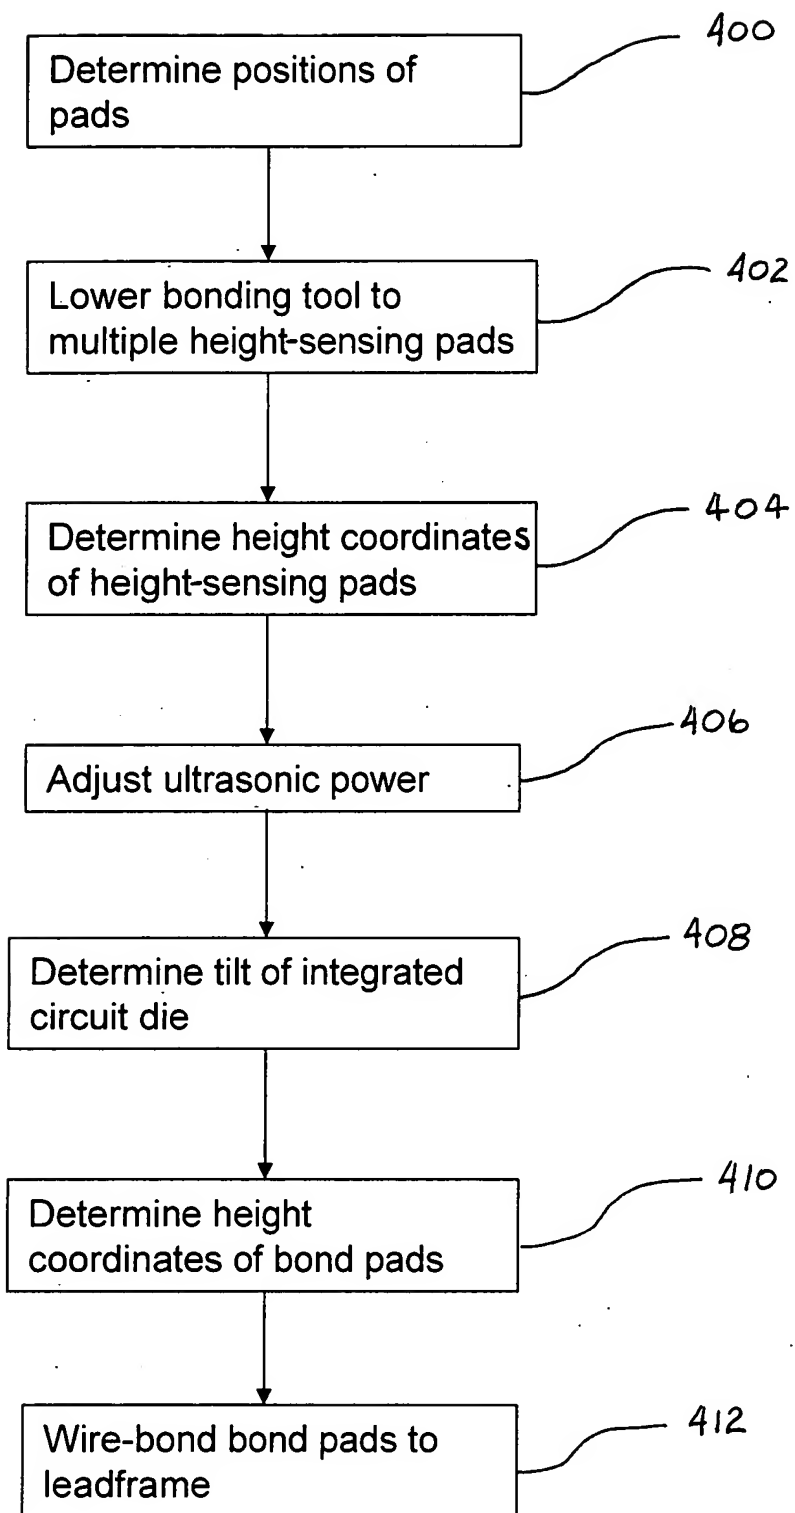 400
Determine positions of
pads
402
Lower bonding tool to
multiple height-sensing pads
404
Determine height coordinates
of height-sensing pads
406
Adjust ultrasonic power
408
Determine tilt of integrated
circuit die
410
Determine height
coordinates of bond pads
412
Wire-bond bond pads to
leadframe